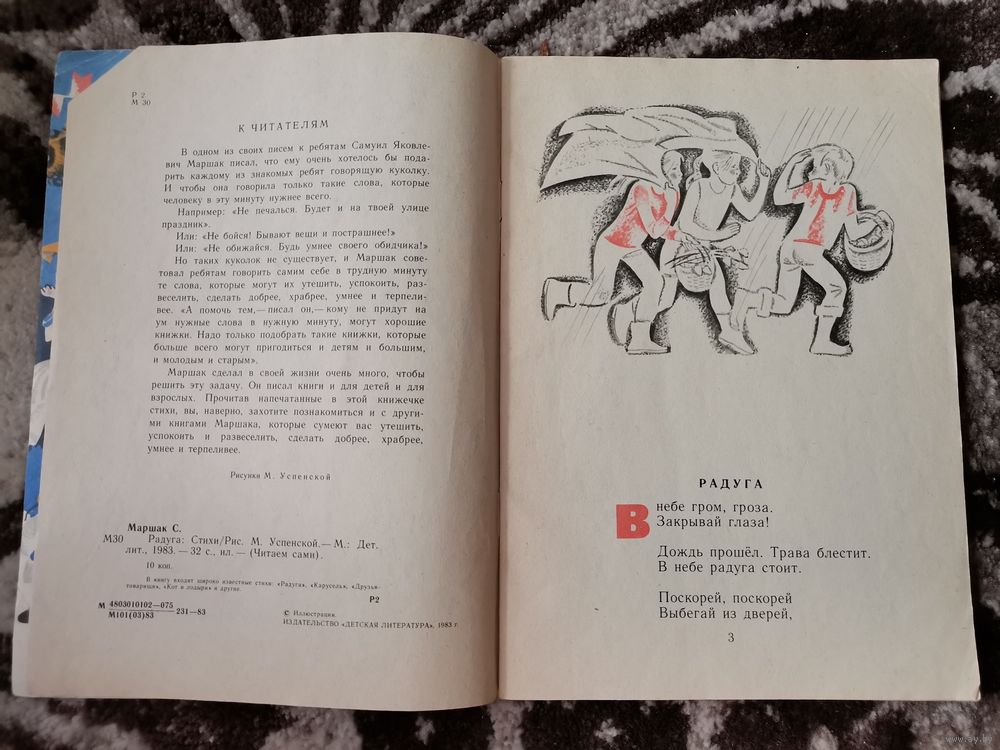 Р 2
М 30
К ЧИТАТЕЛЯМ
В одном из своих писем к ребятам Самуил Яковле-
вич Маршак писал, что ему очень хотелось бы пода-
рить каждому из знакомых ребят говорящую куколку.
И чтобы она говорила только такие слова, которые
человеку в эту минуту нужнее всего.
Например: «Не печалься. Будет и на твоей улице
праздник».
Или: «Не бойся! Бывают вещи и пострашнее!»
Или: «Не обижайся. Будь умнее своего обидчика!»
Но таких куколок не существует, и Маршак сове-
товал ребятам говорить самим себе в трудную минуту
те слова, которые могут их утешить, успокоить, раз-
веселить, сделать добрее, храбрее, умнее и терпели-
вее. «А помочь тем,— писал он,— кому не придут на
ум нужные слова в нужную минуту, могут хорошие
книжки. Надо только подобрать такие книжки, которые
больше всего могут пригодиться и детям и большим,
и молодым и старым».
Маршак сделал в своей жизни очень много, чтобы
решить эту задачу. Он писал книги и для детей и для
взрослых. Прочитав напечатанные в этой книжечке
стихи, вы, наверно, захотите познакомиться и с други-
ми книгами Маршака, которые сумеют вас утешить,
успокоить и развеселить, сделать добрее, храбрее,
умнее и терпеливее.
Рисунки М. Успенской
Маршак С.
М30 Радуга: Стихи/Рис. М. Успенской.— М.: Дет.
лит., 1983. — 32 с., ил. — (Читаем сами).
10 коп.
В книгу входят широко известные стихи: «Радуга», «Карусель», «Друзья-
товарищи», «Кот и лодыри» и другие.
Р2
М 4803010102—075 231—83
М101(03)83
© Иллюстрации.
ИЗДАТЕЛЬСТВО «ДЕТСКАЯ ЛИТЕРАТУРА», 1983 г.
РАДУГА
В небе гром, гроза.
Закрывай глаза!
Дождь прошёл. Трава блестит.
В небе радуга стоит.
Поскорей, поскорей
Выбегай из дверей,
3
www.ay.by